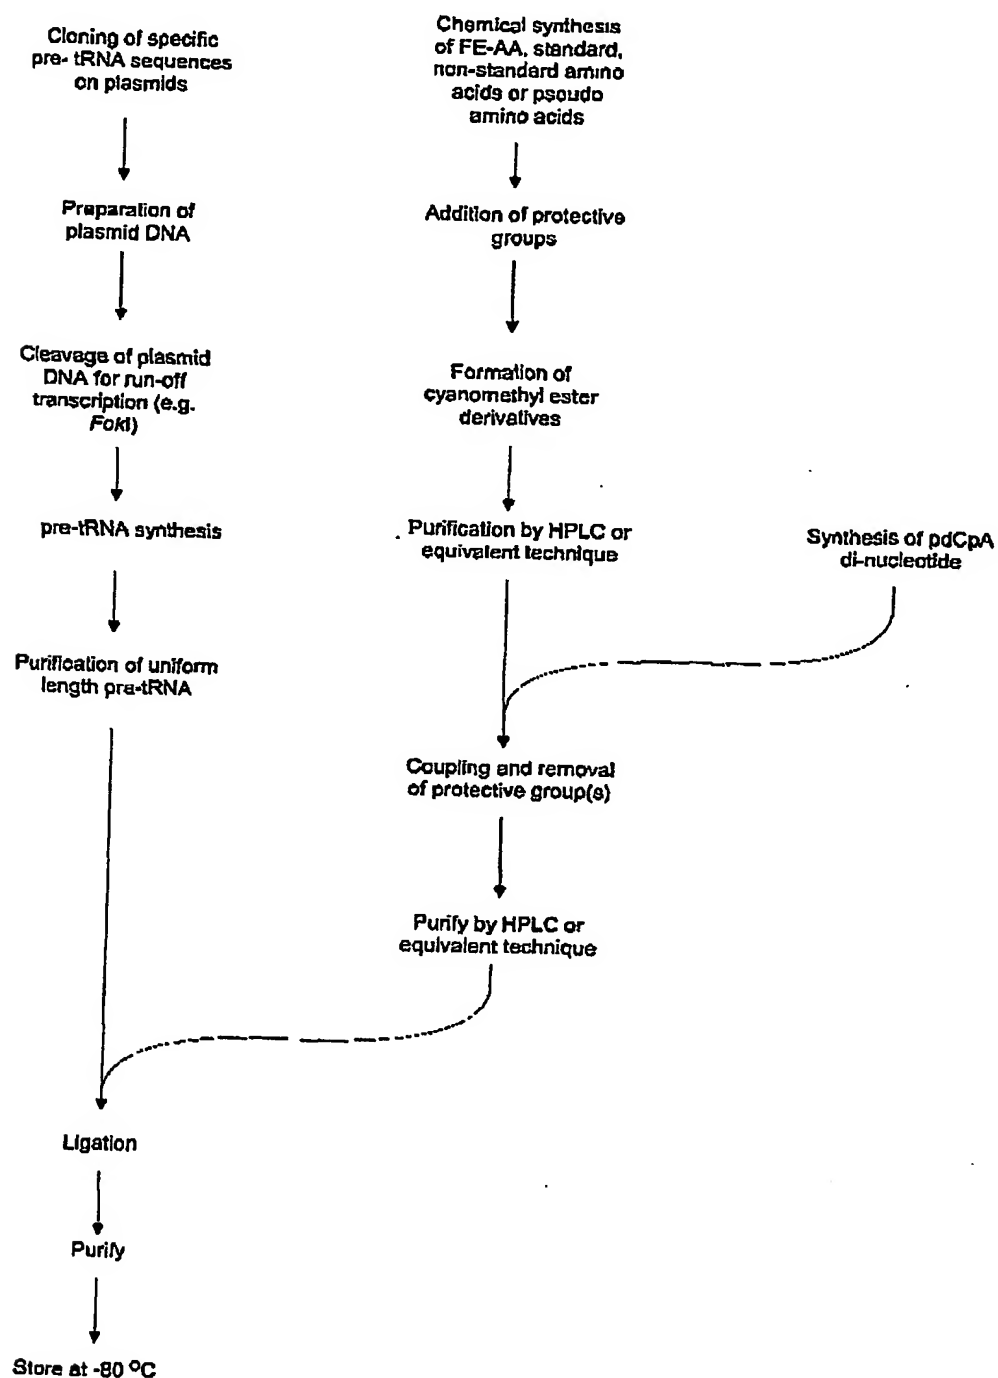 Cloning of specific
pre- tRNA sequences
on plasmids
Preparation of
plasmid DNA
Cleavage of plasmid
DNA for run-off
transcription (e.g.
FokI)
pre-tRNA synthesis
Purification of uniform
length pre-tRNA
Chemical synthesis
of FE-AA, standard,
non-standard amino
acids or pseudo
amino acids
Addition of protective
groups
Formation of
cyanomethyl ester
derivatives
Purification by HPLC or
equivalent technique
Synthesis of pdCpA
di-nucleotide
Coupling and removal
of protective group(s)
Purify by HPLC or
equivalent technique
Ligation
Purify
Store at -80 °C